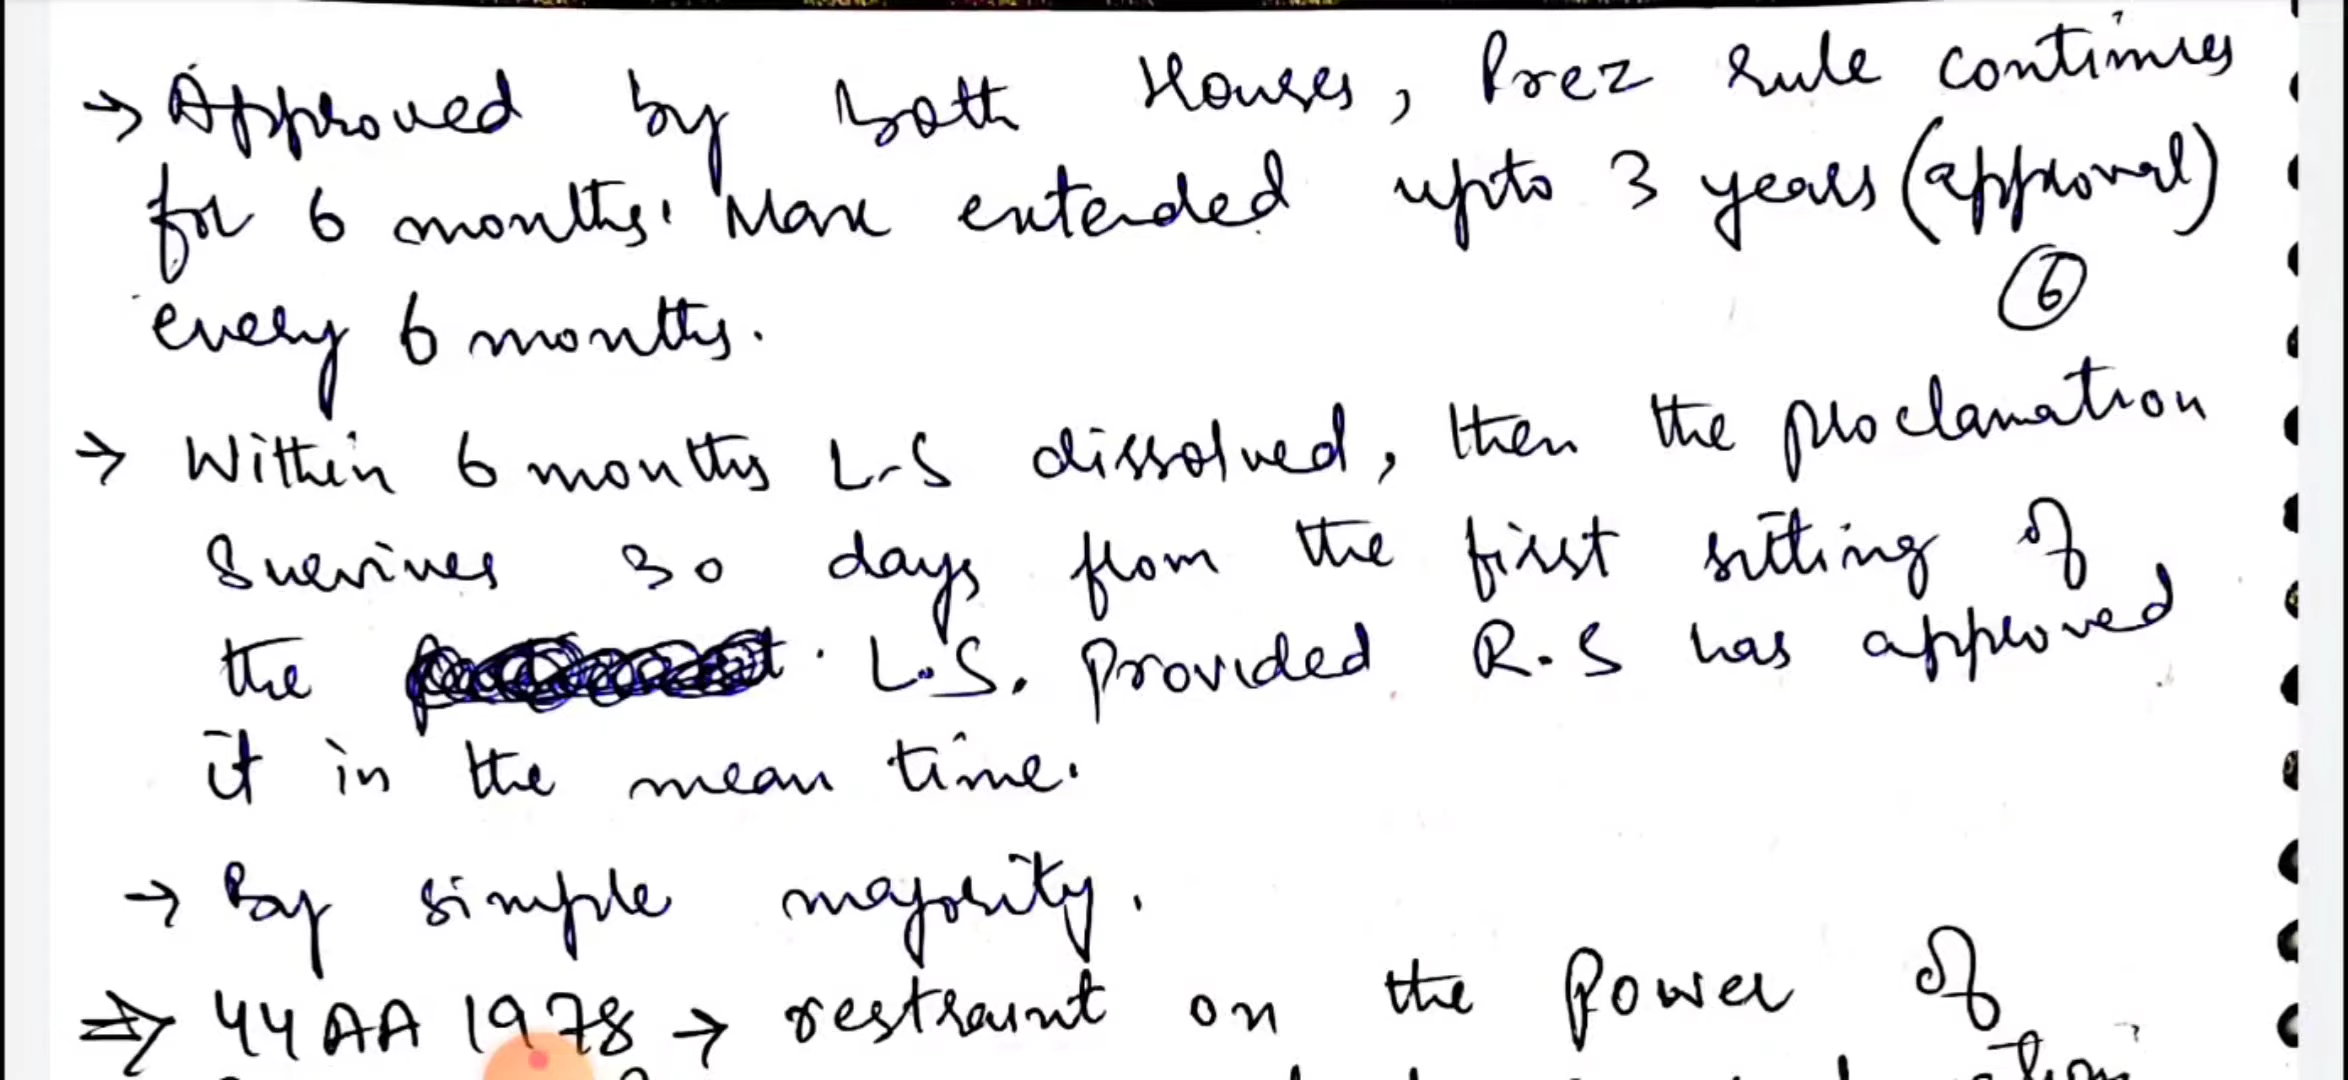 → Approved by both Houses, Prez rule continues
for 6 months. Max extended upto 3 years (approval)
6
every 6 months.
→ Within 6 months L.S dissolved, then the proclamation
Survives 30 days from the first sitting of
the L.S. Provided R.S has approved
it in the mean time.
→ By simple majority.
⇒ 44 AA 1978 → restraint on the Power of